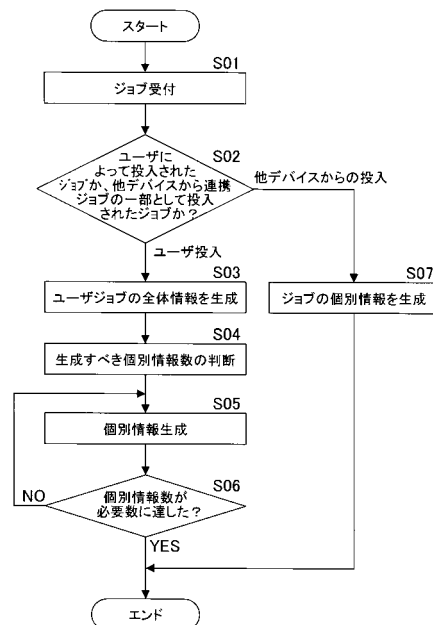 スタート
S01
ジョブ受付
S02
ユーザに
よって投入された
ジョブか、他デバイスから連携
ジョブの一部として投入
されたジョブか？
他デバイスからの投入
ユーザ投入
S03
ユーザジョブの全体情報を生成
S07
ジョブの個別情報を生成
S04
生成すべき個別情報数の判断
S05
個別情報生成
S06
個別情報数が
必要数に達した？
NO
YES
エンド